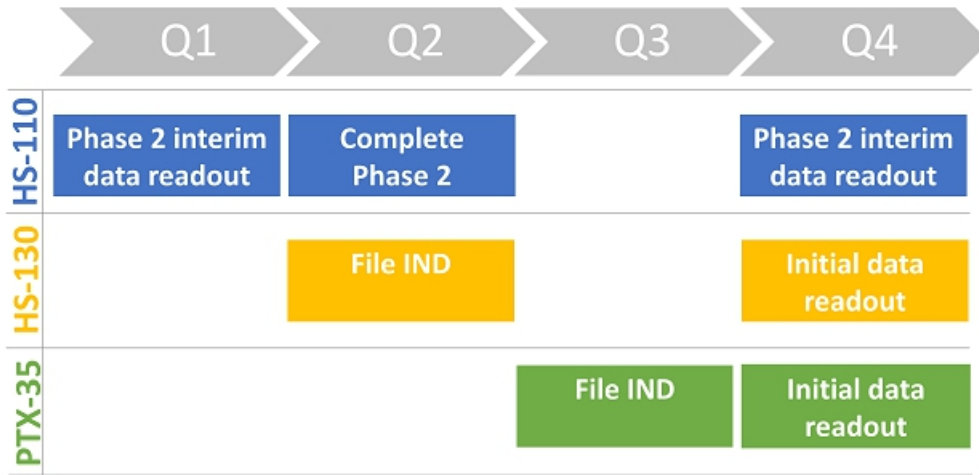 Q1 Q2 Q3 Q4
HS-110
Phase 2 interim
data readout
Complete
Phase 2
Phase 2 interim
data readout
HS-130
File IND
Initial data
readout
PTX-35
File IND
Initial data
readout